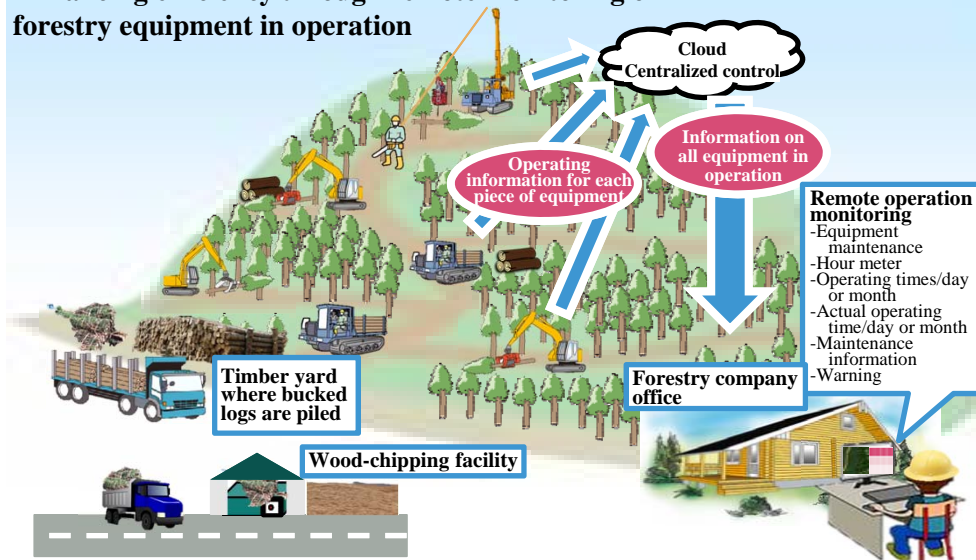 forestry equipment in operation
Cloud
Centralized control
Operating
information for each
piece of equipment
Information on
all equipment in
operation
Remote operation
monitoring
-Equipment
maintenance
-Hour meter
-Operating times/day
or month
-Actual operating
time/day or month
-Maintenance
information
-Warning
Forestry company
office
Timber yard
where bucked
logs are piled
Wood-chipping facility